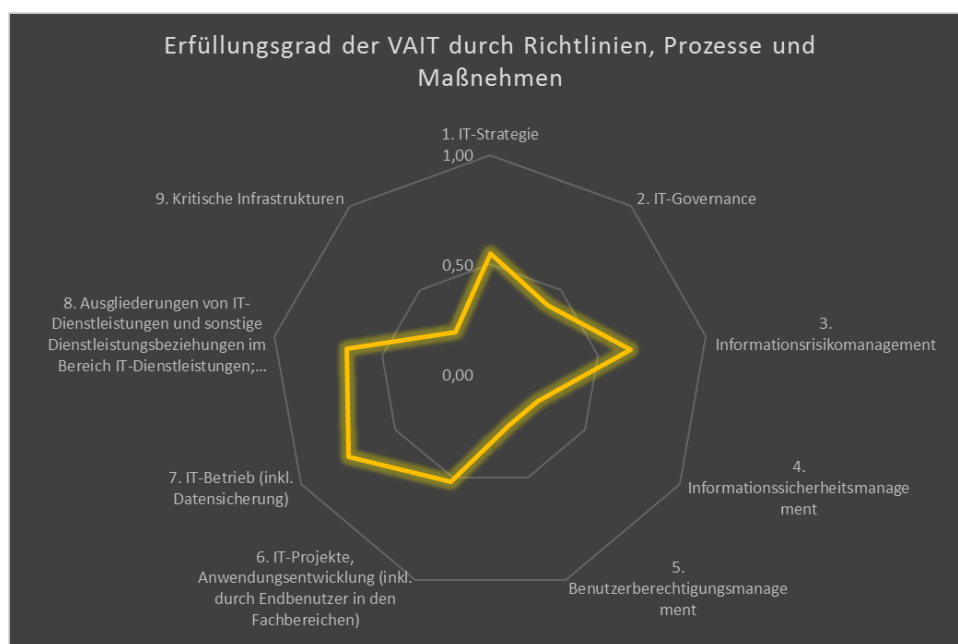 Erfüllungsgrad der VAIT durch Richtlinien, Prozesse und
Maßnehmen
1. IT-Strategie
1,00
9. Kritische Infrastrukturen
2. IT-Governance
0,50
8. Ausgliederungen von IT-
Dienstleistungen und sonstige
Dienstleistungsbeziehungen im
Bereich IT-Dienstleistungen;...
3.
Informationsrisikomanagement
0,00
7. IT-Betrieb (inkl.
Datensicherung)
4.
Informationssicherheitsmanage
ment
6. IT-Projekte,
Anwendungsentwicklung (inkl.
durch Endbenutzer in den
Fachbereichen)
5.
Benutzerberechtigungsmanage
ment